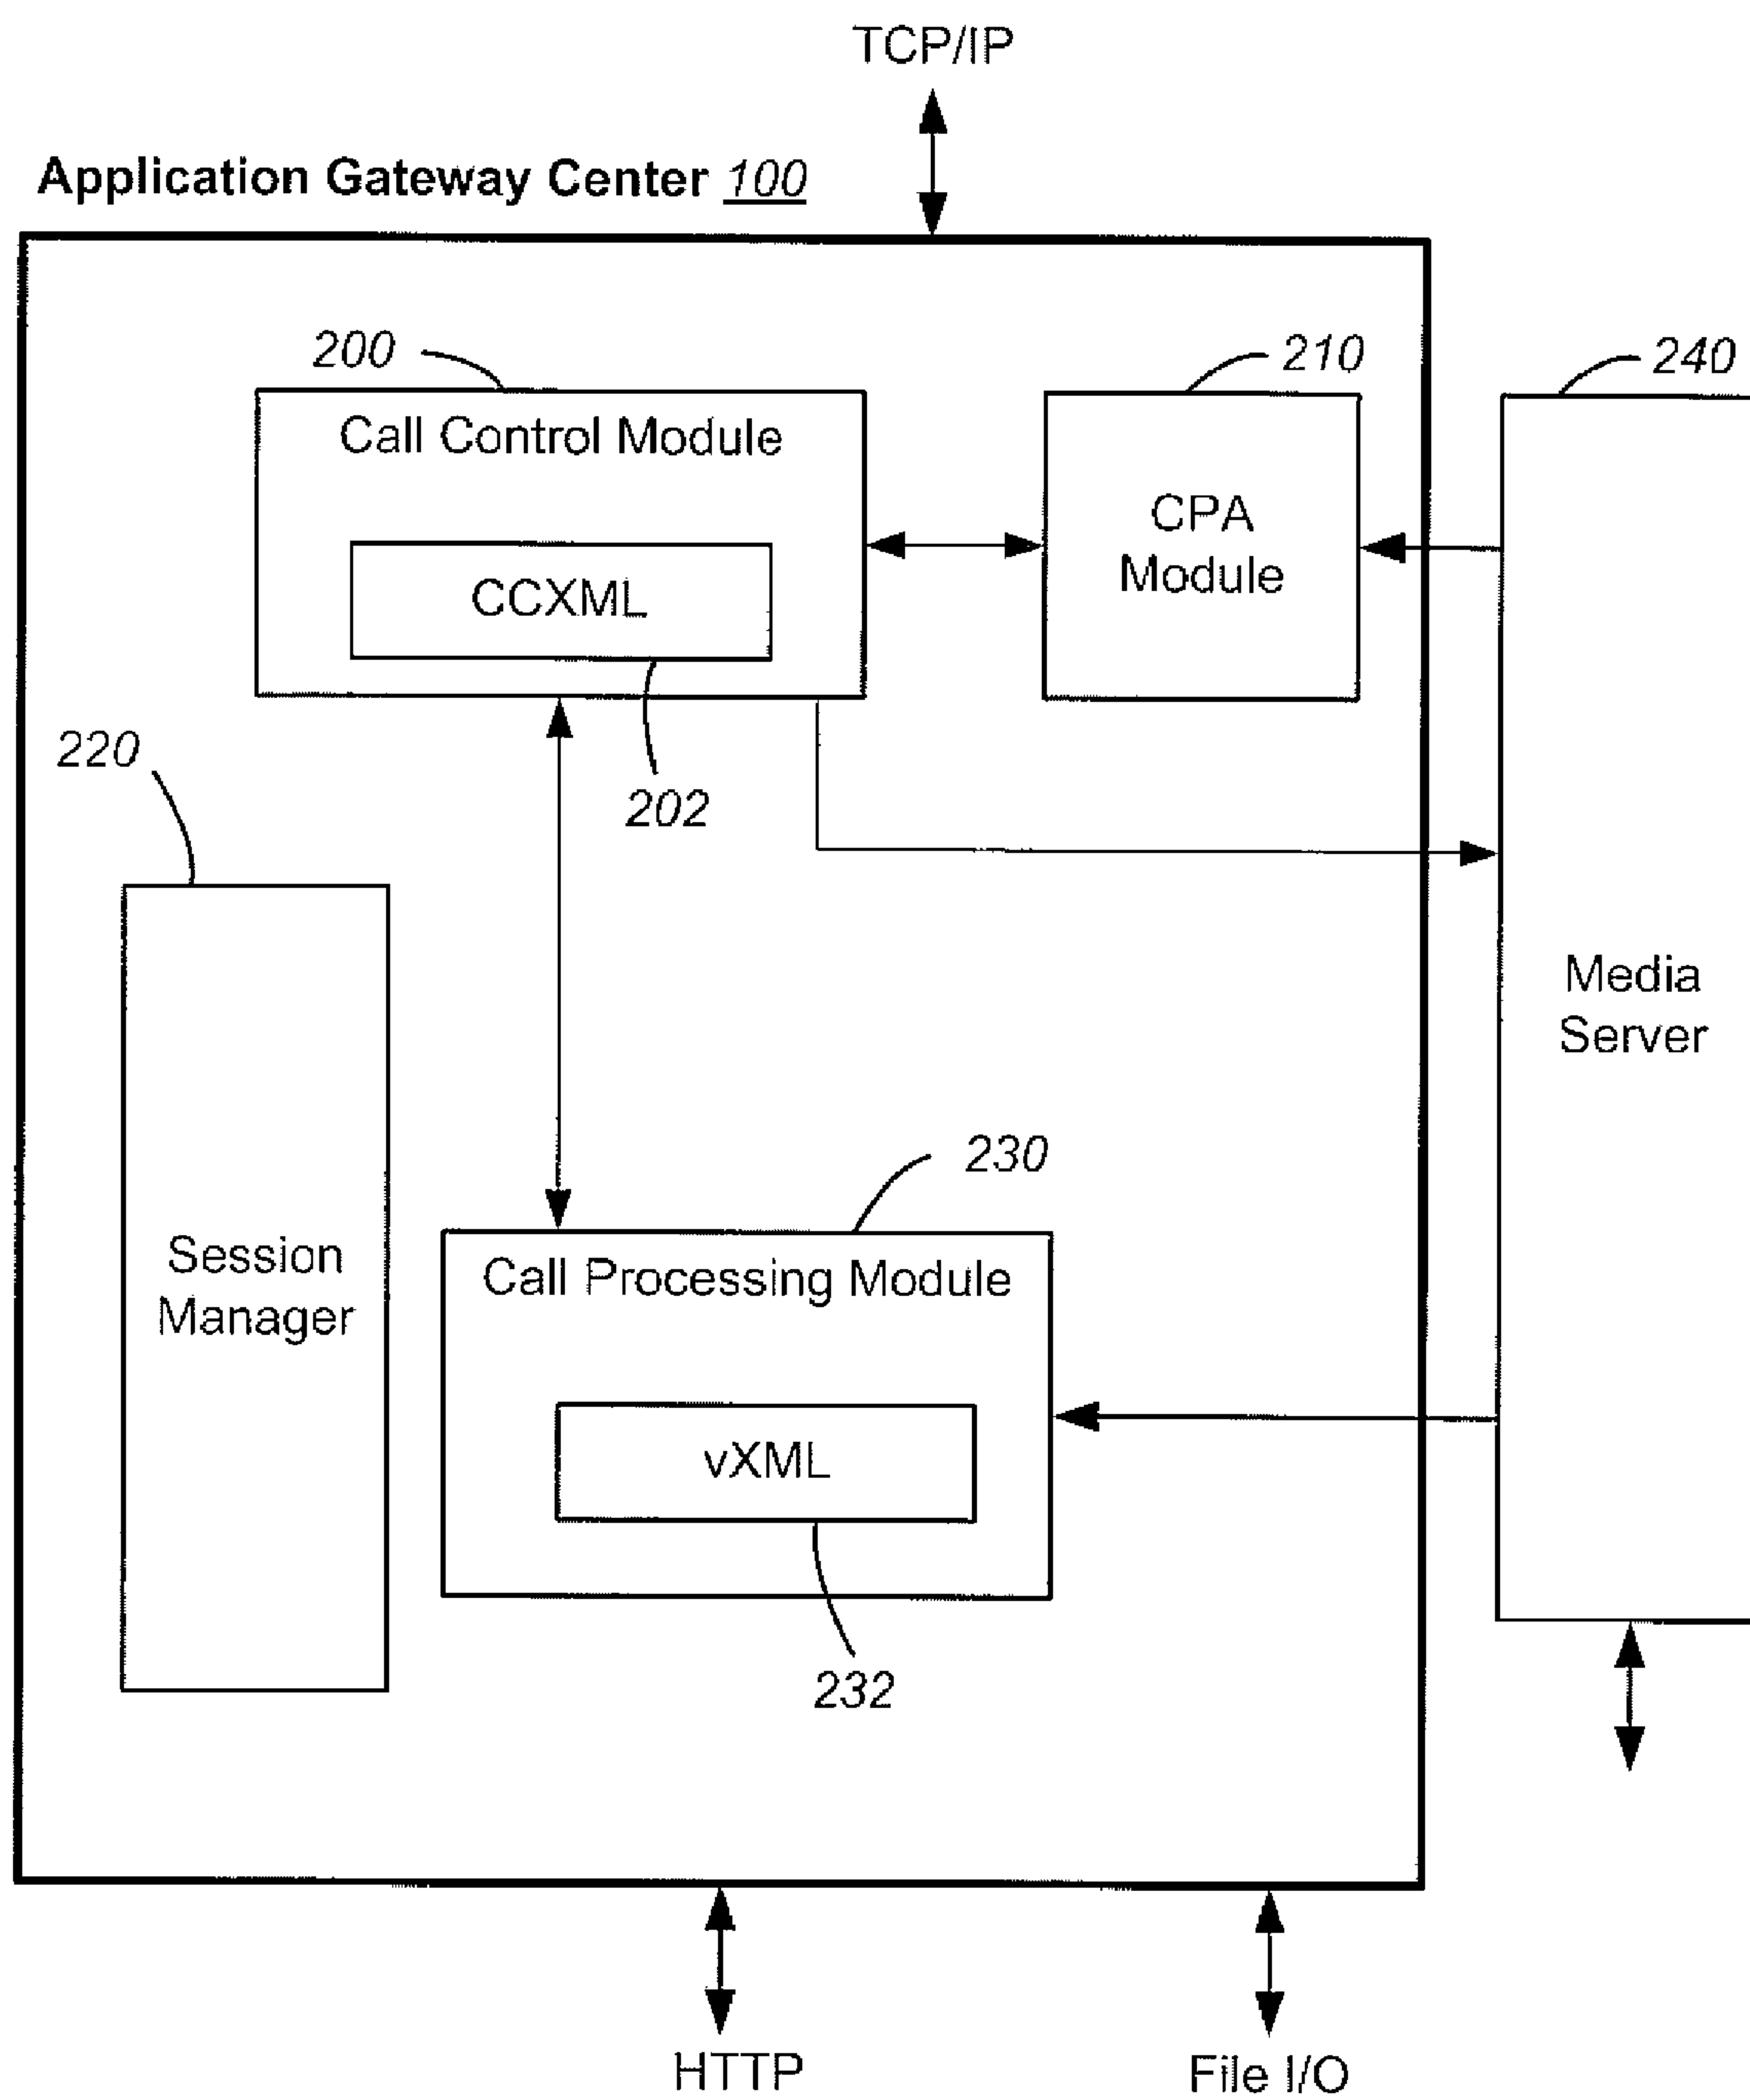 TCP/IP
Application Gateway Center 100
200
210
240
Call Control Module
CPA
Module
CCXML
220
202
Media
Server
230
Session
Manager
Call Processing Module
vXML
232
HTTP
File I/O